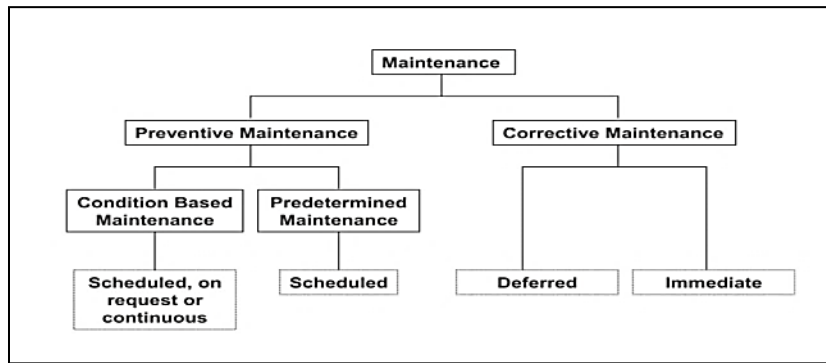 Maintenance
Preventive Maintenance
Corrective Maintenance
Condition Based
Maintenance
Predetermined
Maintenance
Scheduled, on
request or
continuous
Scheduled
Deferred
Immediate